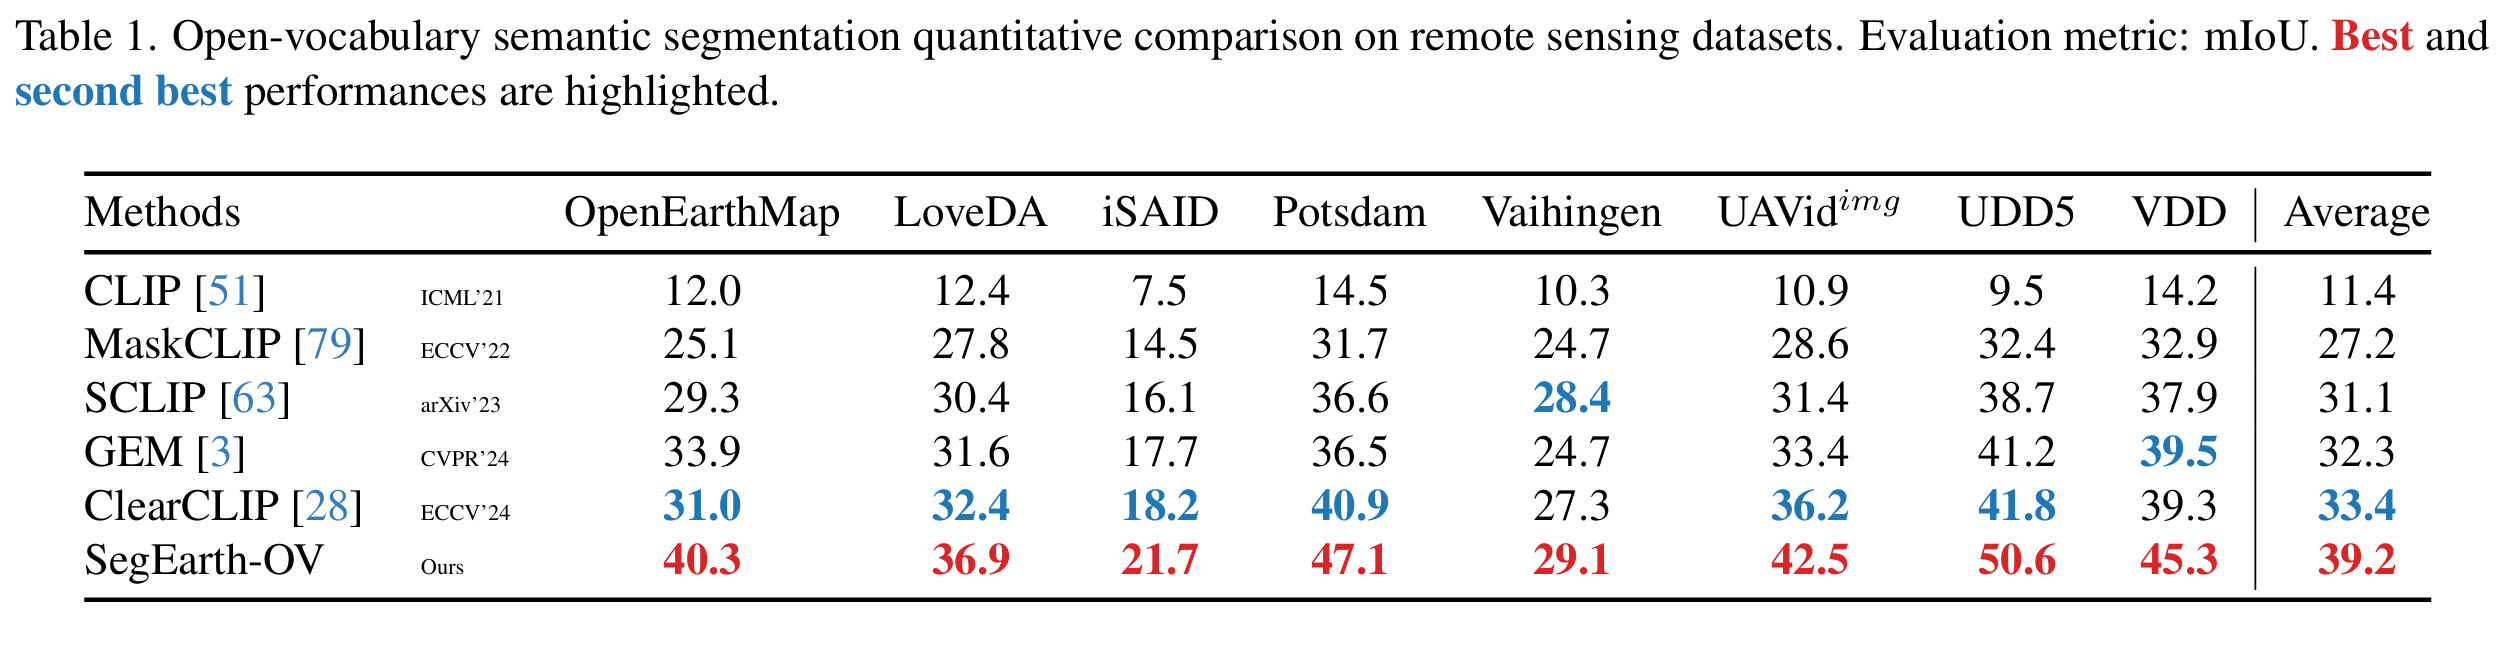 Table 1. Open-vocabulary semantic segmentation quantitative comparison on remote sensing datasets. Evaluation metric: mIoU. Best and
second best performances are highlighted.
Methods OpenEarthMap LoveDA iSAID Potsdam Vaihingen UAVid^img UDD5 VDD Average
CLIP [51] ICML'21 12.0 12.4 7.5 14.5 10.3 10.9 9.5 14.2 11.4
MaskCLIP [79] ECCV'22 25.1 27.8 14.5 31.7 24.7 28.6 32.4 32.9 27.2
SCLIP [63] arXiv'23 29.3 30.4 16.1 36.6 28.4 31.4 38.7 37.9 31.1
GEM [3] CVPR'24 33.9 31.6 17.7 36.5 24.7 33.4 41.2 39.5 32.3
ClearCLIP [28] ECCV'24 31.0 32.4 18.2 40.9 27.3 36.2 41.8 39.3 33.4
SegEarth-OV Ours 40.3 36.9 21.7 47.1 29.1 42.5 50.6 45.3 39.2